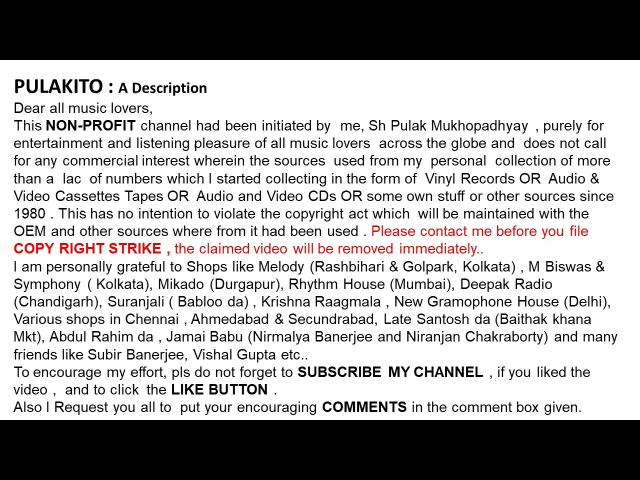 PULAKITO : A Description
Dear all music lovers,
This NON-PROFIT channel had been initiated by me, Sh Pulak Mukhopadhyay , purely for
entertainment and listening pleasure of all music lovers across the globe and does not call
for any commercial interest wherein the sources used from my personal collection of more
than a lac of numbers which I started collecting in the form of Vinyl Records OR Audio &
Video Cassettes Tapes OR Audio and Video CDs OR some own stuff or other sources since
1980 . This has no intention to violate the copyright act which will be maintained with the
OEM and other sources where from it had been used . Please contact me before you file
COPY RIGHT STRIKE , the claimed video will be removed immediately..
I am personally grateful to Shops like Melody (Rashbihari & Golpark, Kolkata) , M Biswas &
Symphony ( Kolkata), Mikado (Durgapur), Rhythm House (Mumbai), Deepak Radio
(Chandigarh), Suranjali ( Babloo da) , Krishna Raagmala , New Gramophone House (Delhi),
Various shops in Chennai , Ahmedabad & Secundrabad, Late Santosh da (Baithak khana
Mkt), Abdul Rahim da , Jamai Babu (Nirmalya Banerjee and Niranjan Chakraborty) and many
friends like Subir Banerjee, Vishal Gupta etc..
To encourage my effort, pls do not forget to SUBSCRIBE MY CHANNEL , if you liked the
video , and to click the LIKE BUTTON .
Also I Request you all to put your encouraging COMMENTS in the comment box given.